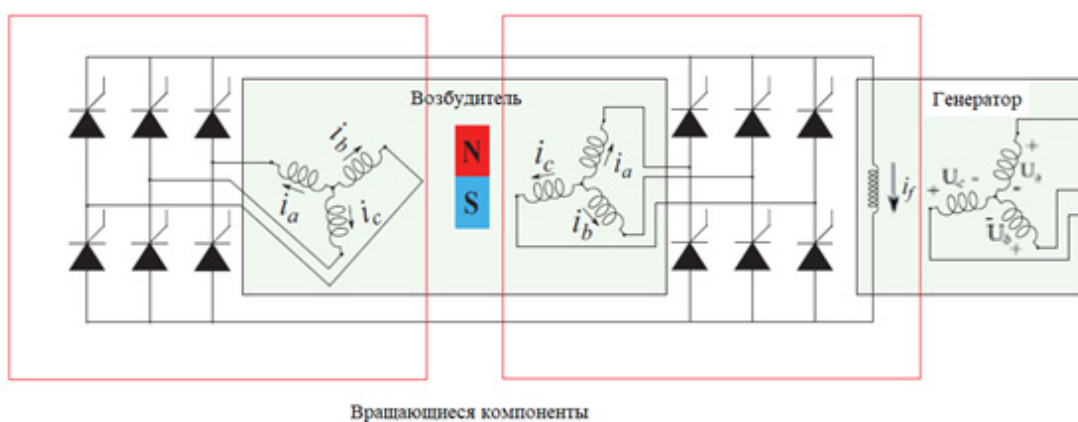 Возбудитель
Генератор
N
S
i_a
i_b
i_c
i_a
i_b
i_c
i_f
U_a
U_b
U_c
+
-
+
-
-
+
Вращающиеся компоненты